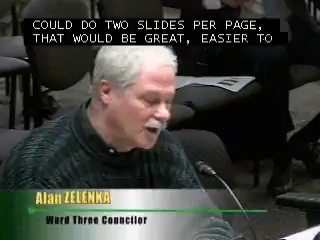 COULD DO TWO SLIDES PER PAGE,
THAT WOULD BE GREAT, EASIER TO
Alan ZELENKA
Ward Three Councilor